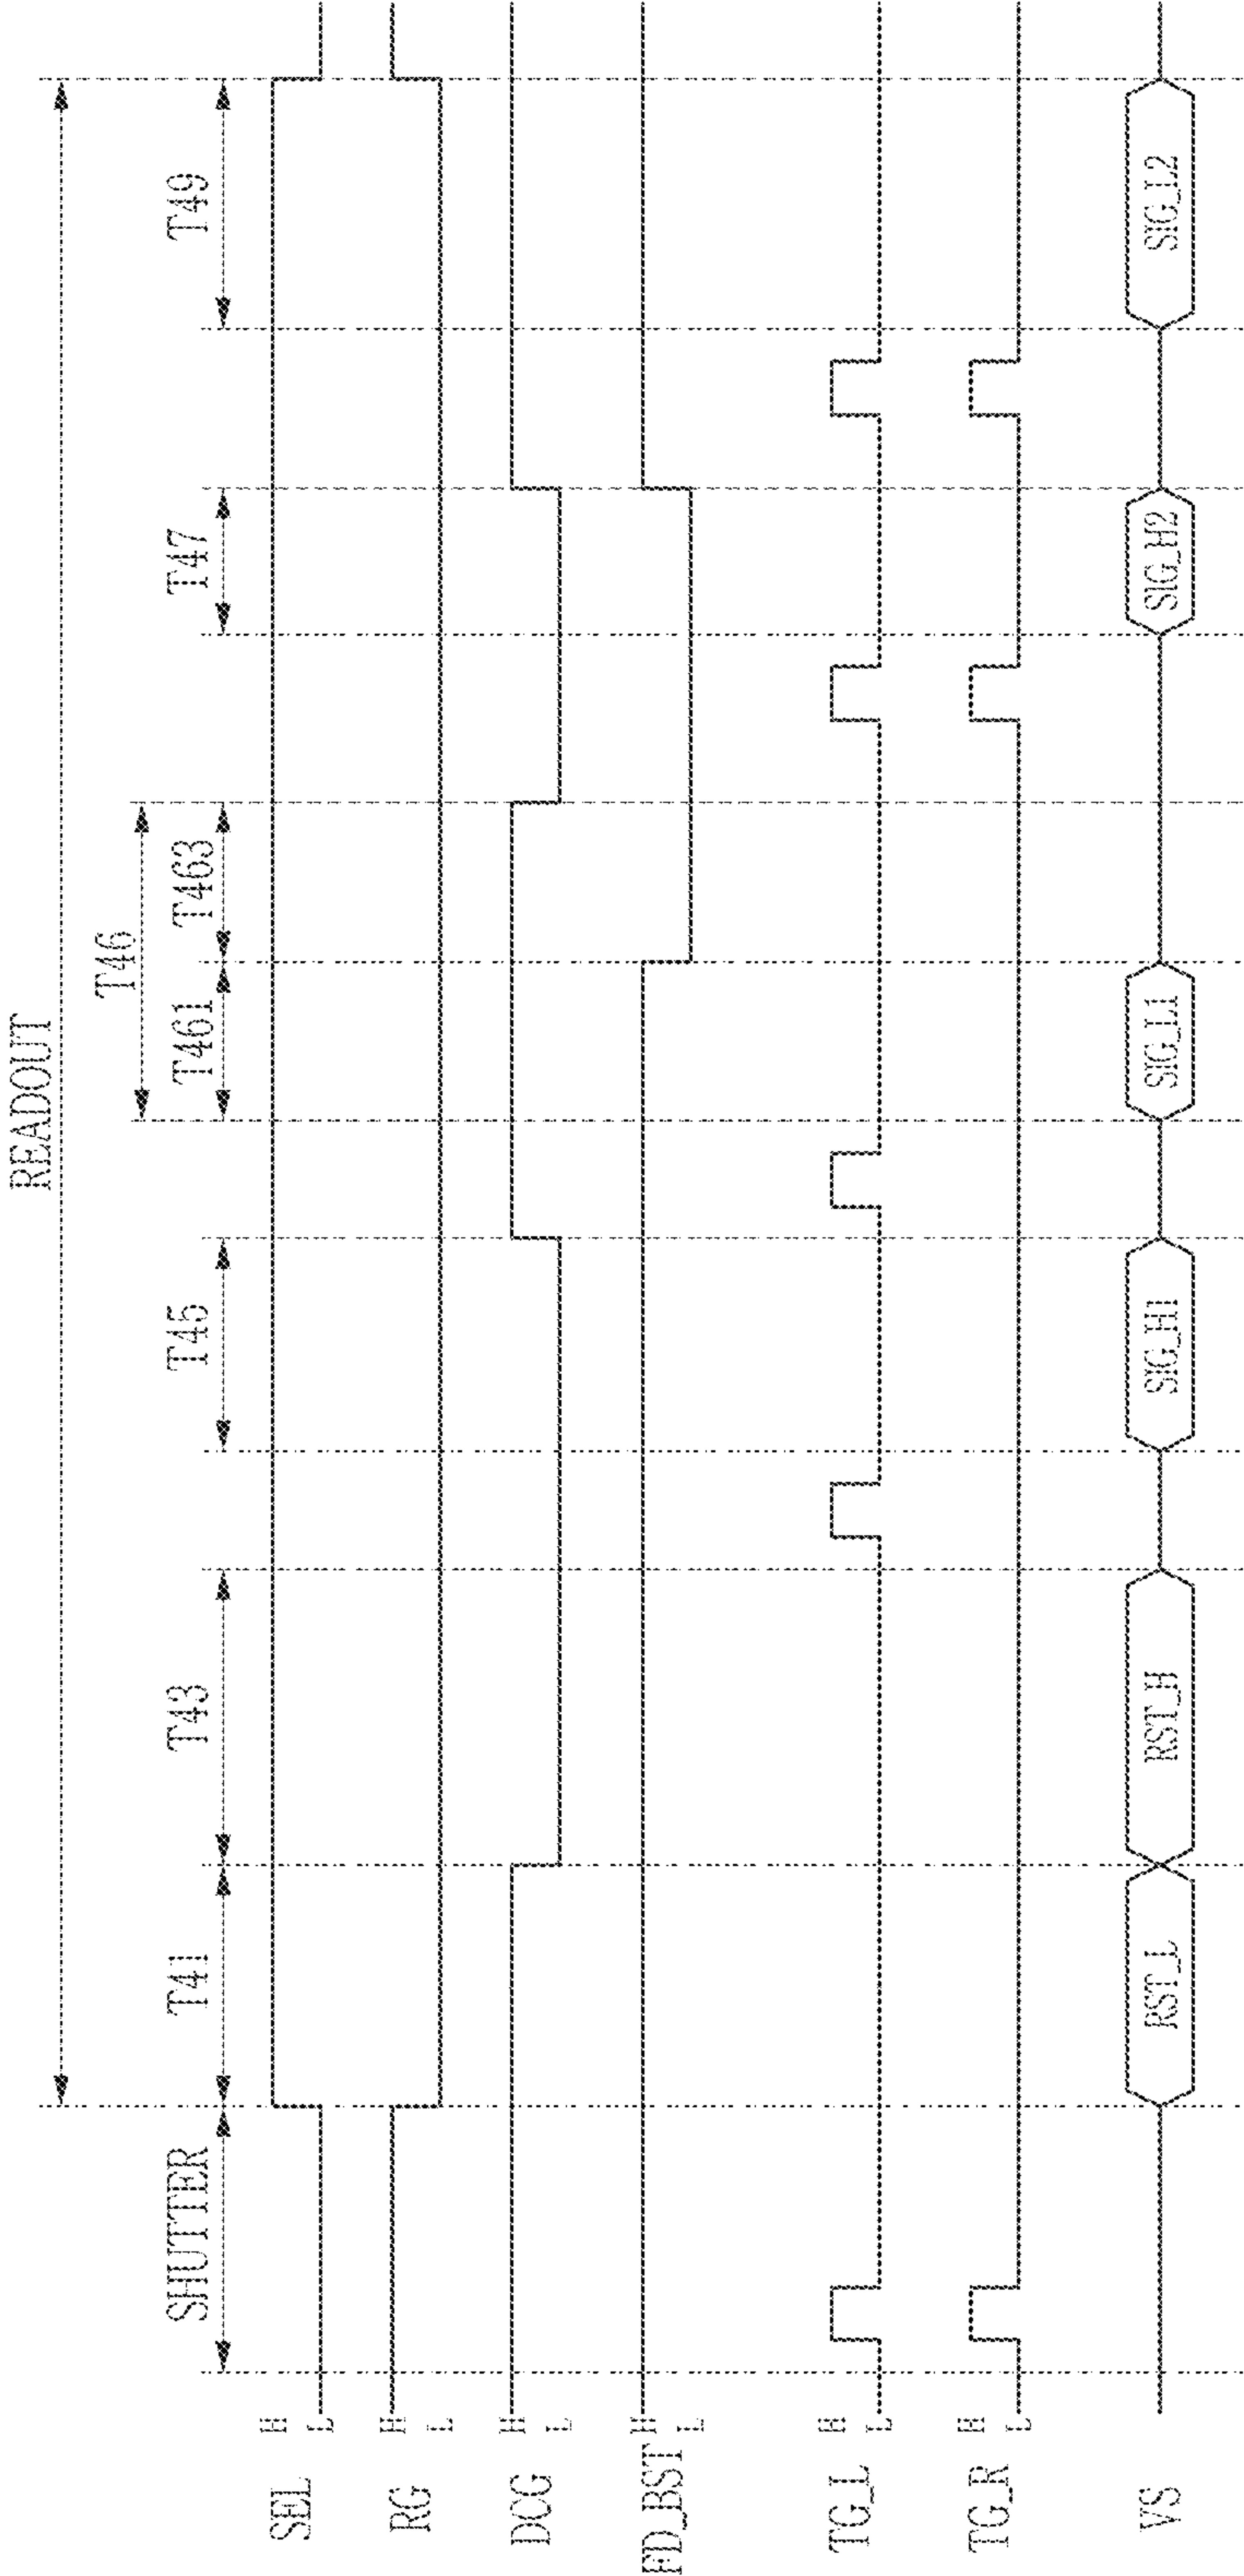 READOUT
T46
SHUTTER
T41
T43
T45
T461
T463
T47
T49
SEL
H
L
RG
H
L
DCG
H
L
FD_BST
H
L
TG_L
H
L
TG_R
H
L
VS
RST_L
RST_H
SIG_H1
SIG_L1
SIG_H2
SIG_L2